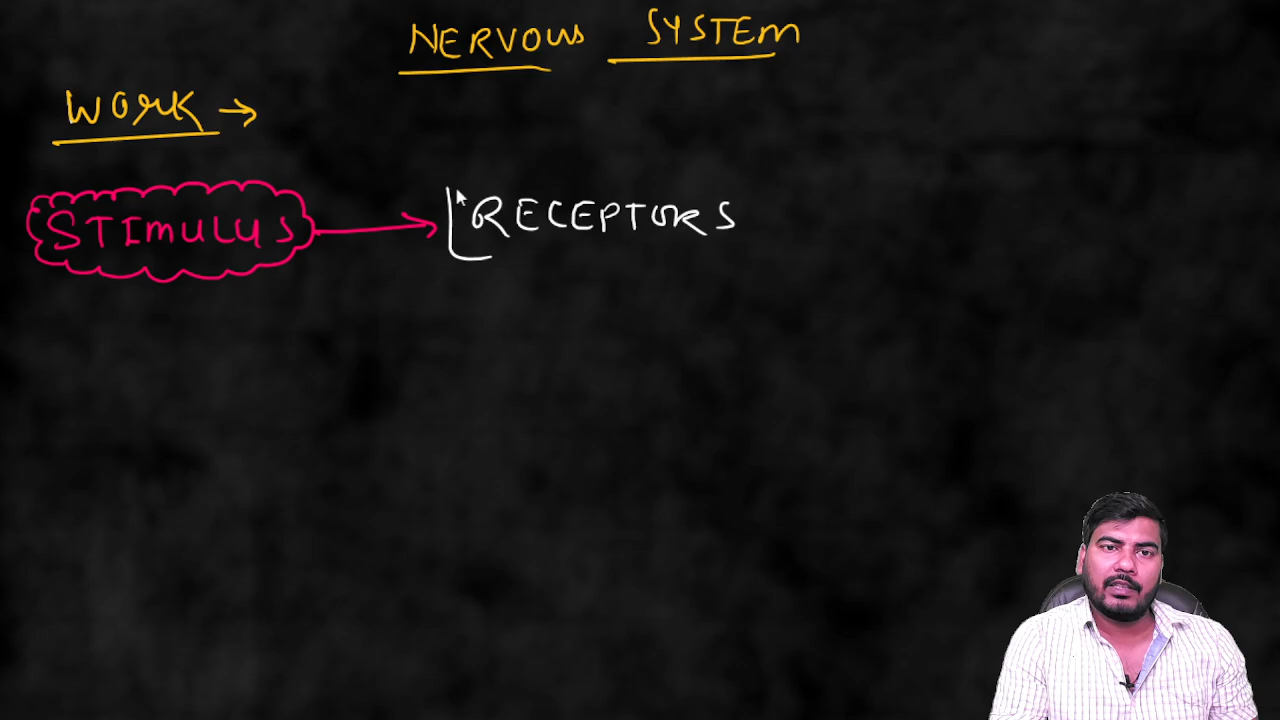 NERVOUS SYSTEM
WORK →
STIMULUS → RECEPTORS